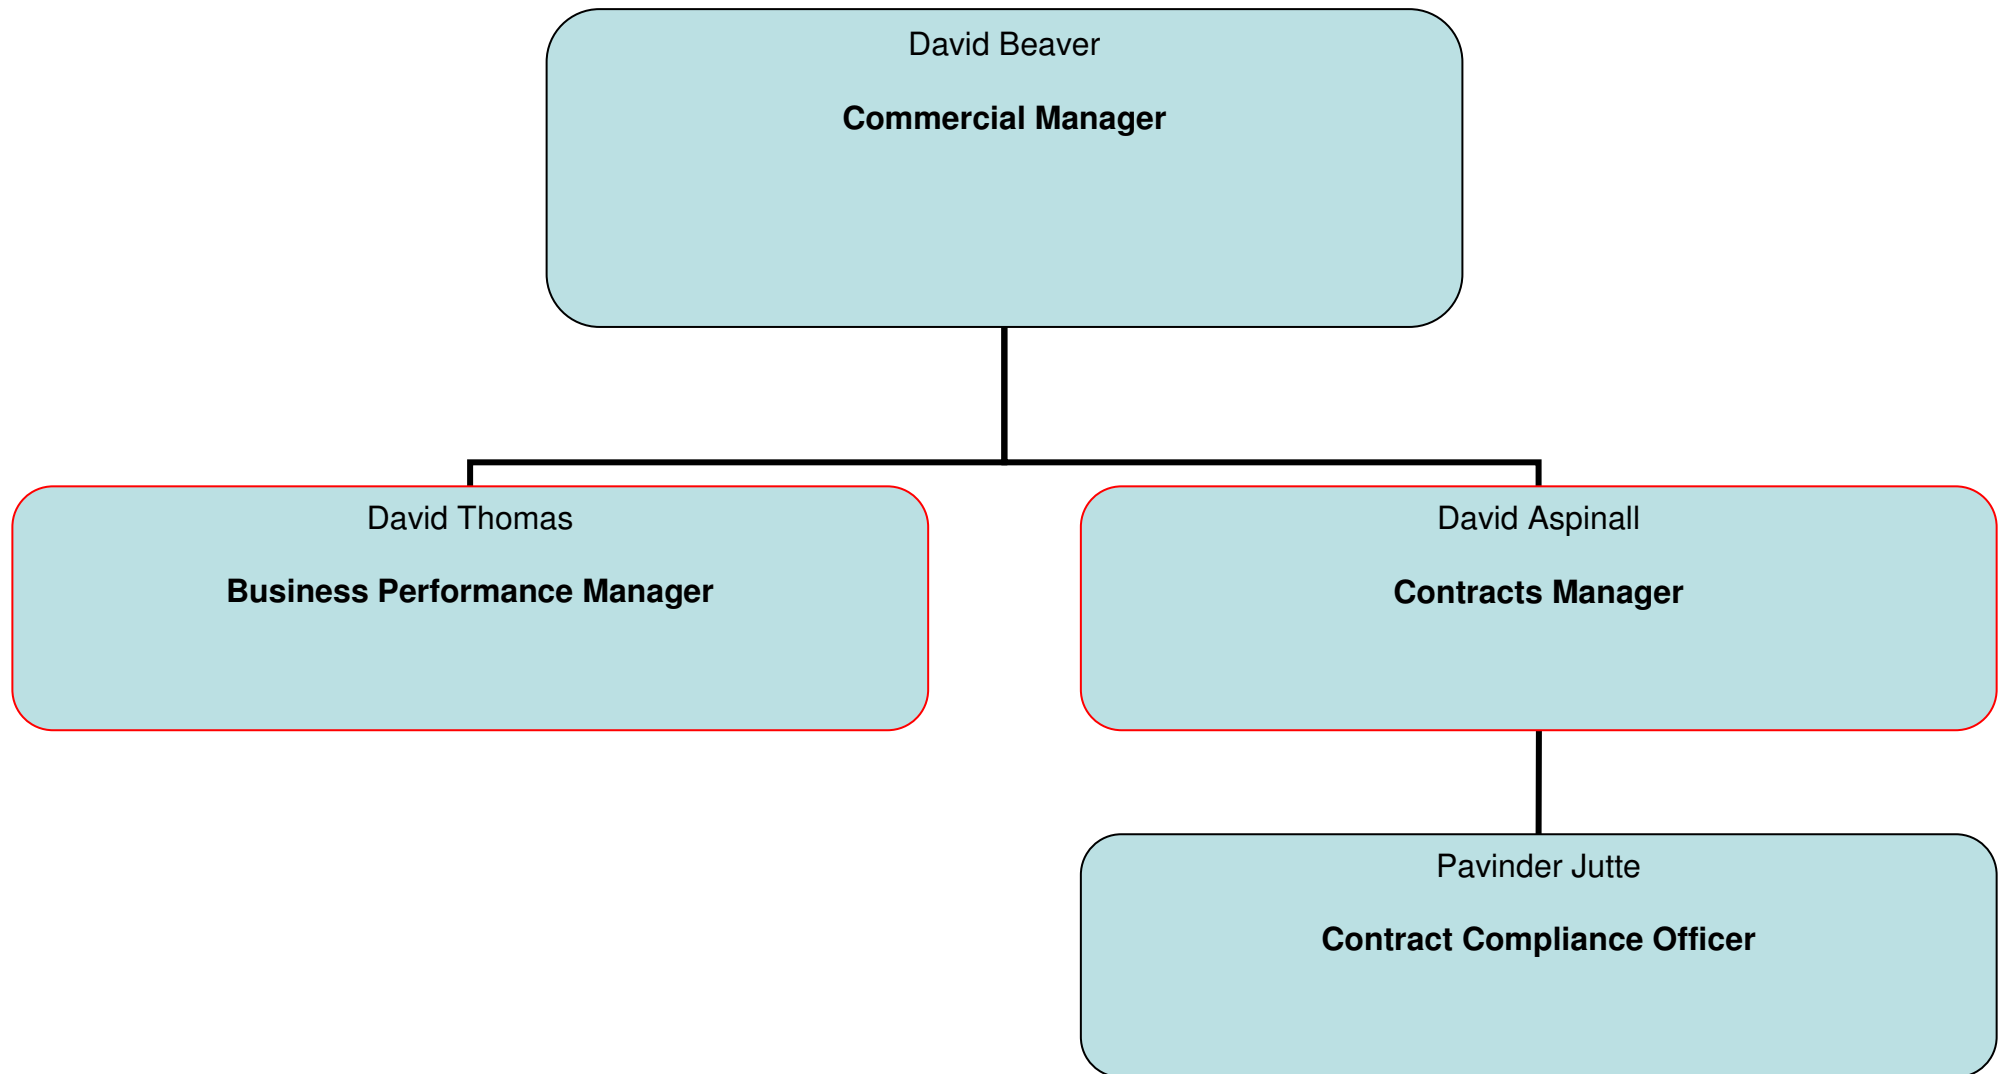 David Beaver
Commercial Manager
David Thomas
Business Performance Manager
David Aspinall
Contracts Manager
Pavinder Jutte
Contract Compliance Officer